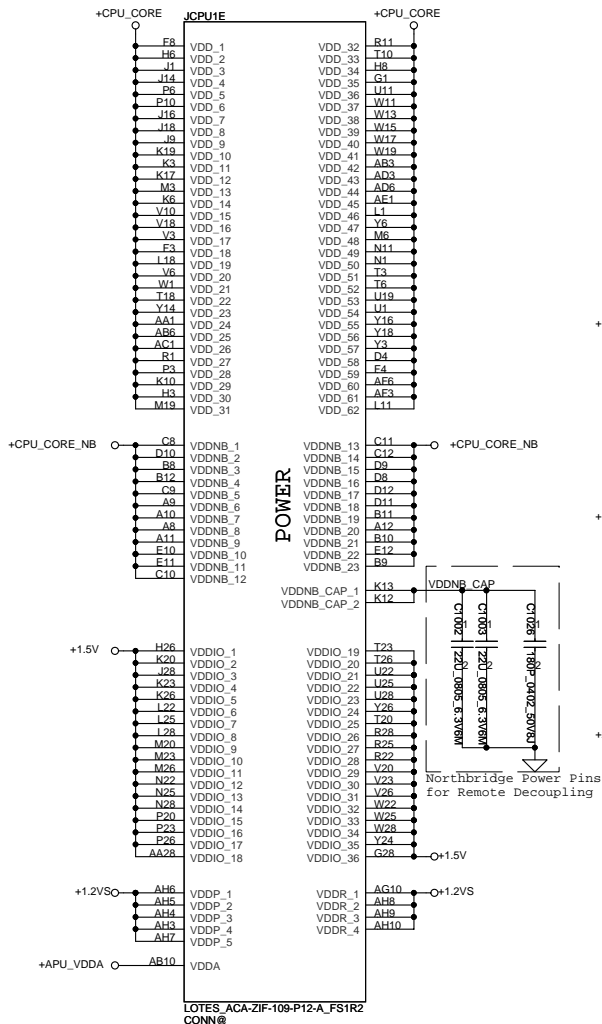 +CPU_CORE
JCPU1E
+CPU_CORE
F8 VDD_1
H6 VDD_2
J1 VDD_3
J14 VDD_4
P6 VDD_5
P10 VDD_6
J16 VDD_7
J18 VDD_8
J9 VDD_9
K19 VDD_10
K3 VDD_11
K17 VDD_12
M3 VDD_13
K6 VDD_14
V10 VDD_15
V18 VDD_16
V3 VDD_17
F3 VDD_18
L18 VDD_19
V6 VDD_20
W1 VDD_21
T18 VDD_22
Y14 VDD_23
AA1 VDD_24
AB6 VDD_25
AC1 VDD_26
R1 VDD_27
P3 VDD_28
K10 VDD_29
H3 VDD_30
M19 VDD_31
VDD_32 R11
VDD_33 T10
VDD_34 H8
VDD_35 G1
VDD_36 U11
VDD_37 W11
VDD_38 W13
VDD_39 W15
VDD_40 W17
VDD_41 W19
VDD_42 AB3
VDD_43 AD3
VDD_44 AD6
VDD_45 AE1
VDD_46 L1
VDD_47 Y6
VDD_48 M6
VDD_49 N11
VDD_50 N1
VDD_51 T3
VDD_52 T6
VDD_53 U19
VDD_54 U1
VDD_55 Y16
VDD_56 Y18
VDD_57 Y3
VDD_58 D4
VDD_59 F4
VDD_60 AF6
VDD_61 AF3
VDD_62 L11
+CPU_CORE_NB
C8 VDDNB_1
D10 VDDNB_2
B8 VDDNB_3
B12 VDDNB_4
C9 VDDNB_5
A9 VDDNB_6
A10 VDDNB_7
A8 VDDNB_8
A11 VDDNB_9
E10 VDDNB_10
E11 VDDNB_11
C10 VDDNB_12
POWER
VDDNB_13 C11
VDDNB_14 C12
VDDNB_15 D9
VDDNB_16 D8
VDDNB_17 D12
VDDNB_18 D11
VDDNB_19 B11
VDDNB_20 A12
VDDNB_21 B10
VDDNB_22 E12
VDDNB_23 B9
+CPU_CORE_NB
VDDNB_CAP_1 K13
VDDNB_CAP_2 K12
VDDNB_CAP
C1002
1
2
22U_0805_6.3V6M
C1003
1
2
22U_0805_6.3V6M
C1026
1
2
180P_0402_50V8J
Northbridge Power Pins
for Remote Decoupling
+1.5V
H26 VDDIO_1
K20 VDDIO_2
J28 VDDIO_3
K23 VDDIO_4
K26 VDDIO_5
L22 VDDIO_6
L25 VDDIO_7
L28 VDDIO_8
M20 VDDIO_9
M23 VDDIO_10
M26 VDDIO_11
N22 VDDIO_12
N25 VDDIO_13
N28 VDDIO_14
P20 VDDIO_15
P23 VDDIO_16
P26 VDDIO_17
AA28 VDDIO_18
VDDIO_19 T23
VDDIO_20 T26
VDDIO_21 U22
VDDIO_22 U25
VDDIO_23 U28
VDDIO_24 Y26
VDDIO_25 T20
VDDIO_26 R28
VDDIO_27 R25
VDDIO_28 R22
VDDIO_29 V20
VDDIO_30 V23
VDDIO_31 V26
VDDIO_32 W22
VDDIO_33 W25
VDDIO_34 W28
VDDIO_35 Y24
VDDIO_36 G28
+1.5V
+1.2VS
AH6 VDDP_1
AH5 VDDP_2
AH4 VDDP_3
AH3 VDDP_4
AH7 VDDP_5
VDDR_1 AG10
VDDR_2 AH8
VDDR_3 AH9
VDDR_4 AH10
+1.2VS
+APU_VDDA
AB10 VDDA
LOTES_ACA-ZIF-109-P12-A_FS1R2
CONN@
+
+
+